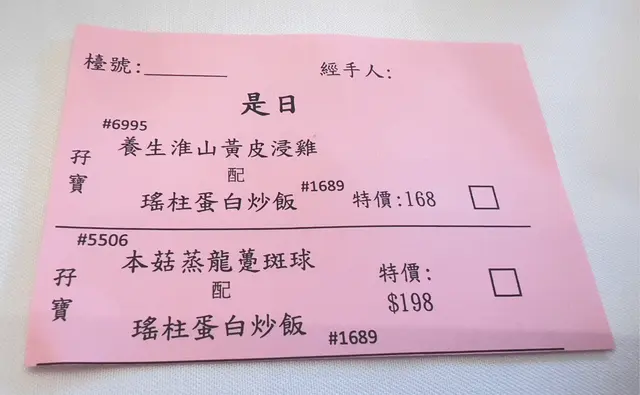 檯號:______ 經手人:
是日
#6995
孖寶
養生淮山黃皮浸雞
配
瑤柱蛋白炒飯 #1689 特價:168 □
#5506
孖寶
本菇蒸龍躉斑球
配
瑤柱蛋白炒飯 #1689
特價:
$198 □